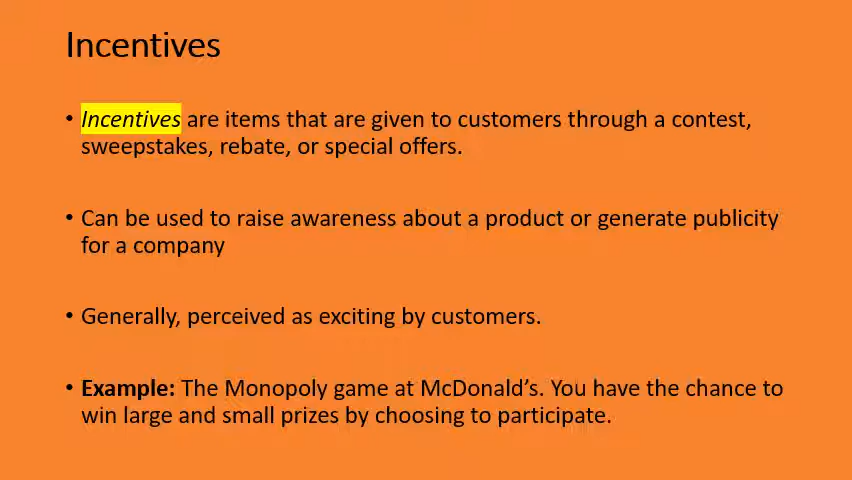 Incentives
• Incentives are items that are given to customers through a contest,
sweepstakes, rebate, or special offers.
• Can be used to raise awareness about a product or generate publicity
for a company
• Generally, perceived as exciting by customers.
• Example: The Monopoly game at McDonald’s. You have the chance to
win large and small prizes by choosing to participate.